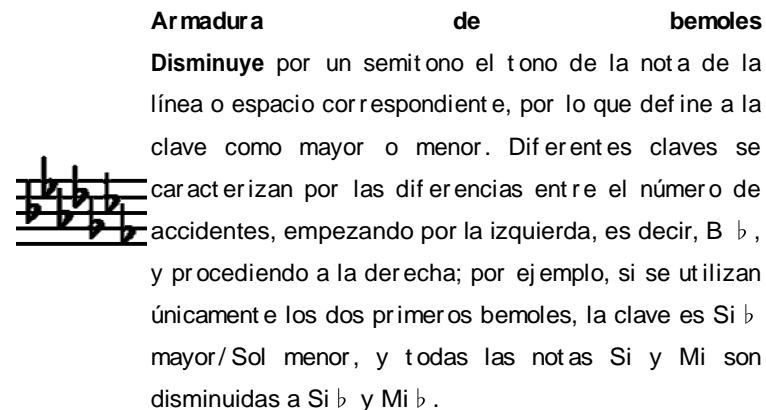 Armadura de bemoles
Disminuye por un semitono el tono de la nota de la
línea o espacio correspondiente, por lo que define a la
clave como mayor o menor. Diferentes claves se
caracterizan por las diferencias entre el número de
accidentes, empezando por la izquierda, es decir, B ♭,
y procediendo a la derecha; por ejemplo, si se utilizan
únicamente los dos primeros bemoles, la clave es Si ♭
mayor/Sol menor, y todas las notas Si y Mi son
disminuidas a Si ♭ y Mi ♭.